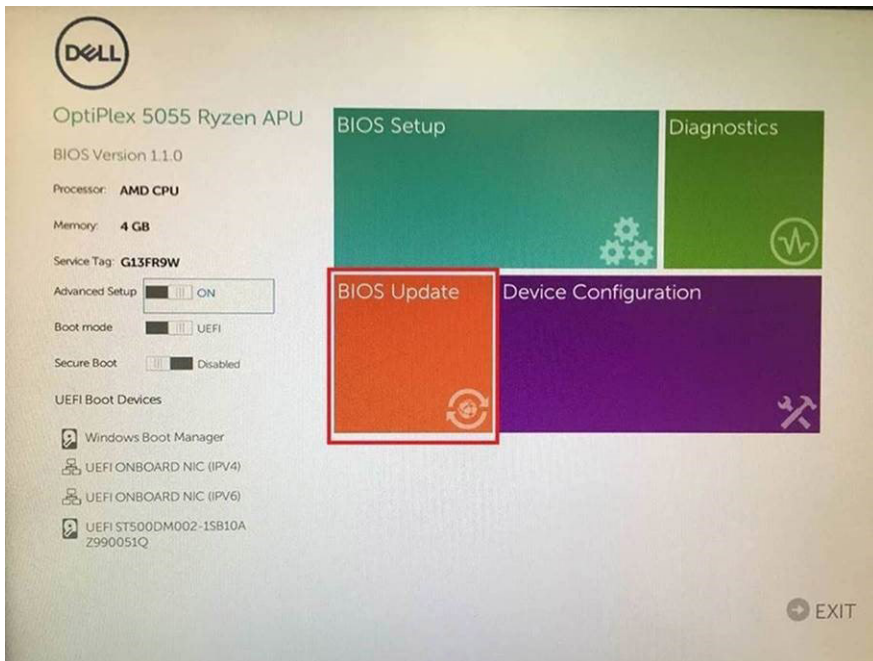 DELL
OptiPlex 5055 Ryzen APU
BIOS Version 1.1.0
Processor: AMD CPU
Memory: 4 GB
Service Tag: G13FR9W
Advanced Setup ON
Boot mode UEFI
Secure Boot Disabled
UEFI Boot Devices
Windows Boot Manager
UEFI ONBOARD NIC (IPV4)
UEFI ONBOARD NIC (IPV6)
UEFI ST500DM002-1SB10A
Z990051Q
BIOS Setup
Diagnostics
BIOS Update
Device Configuration
EXIT